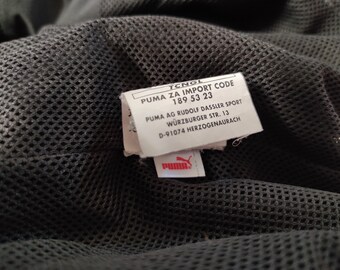 PUMA ZA IMPORT CODE
189 53 23
PUMA AG RUDOLF DASSLER SPORT
WÜRZBURGER STR. 13
D-91074 HERZOGENAURACH
PUMA